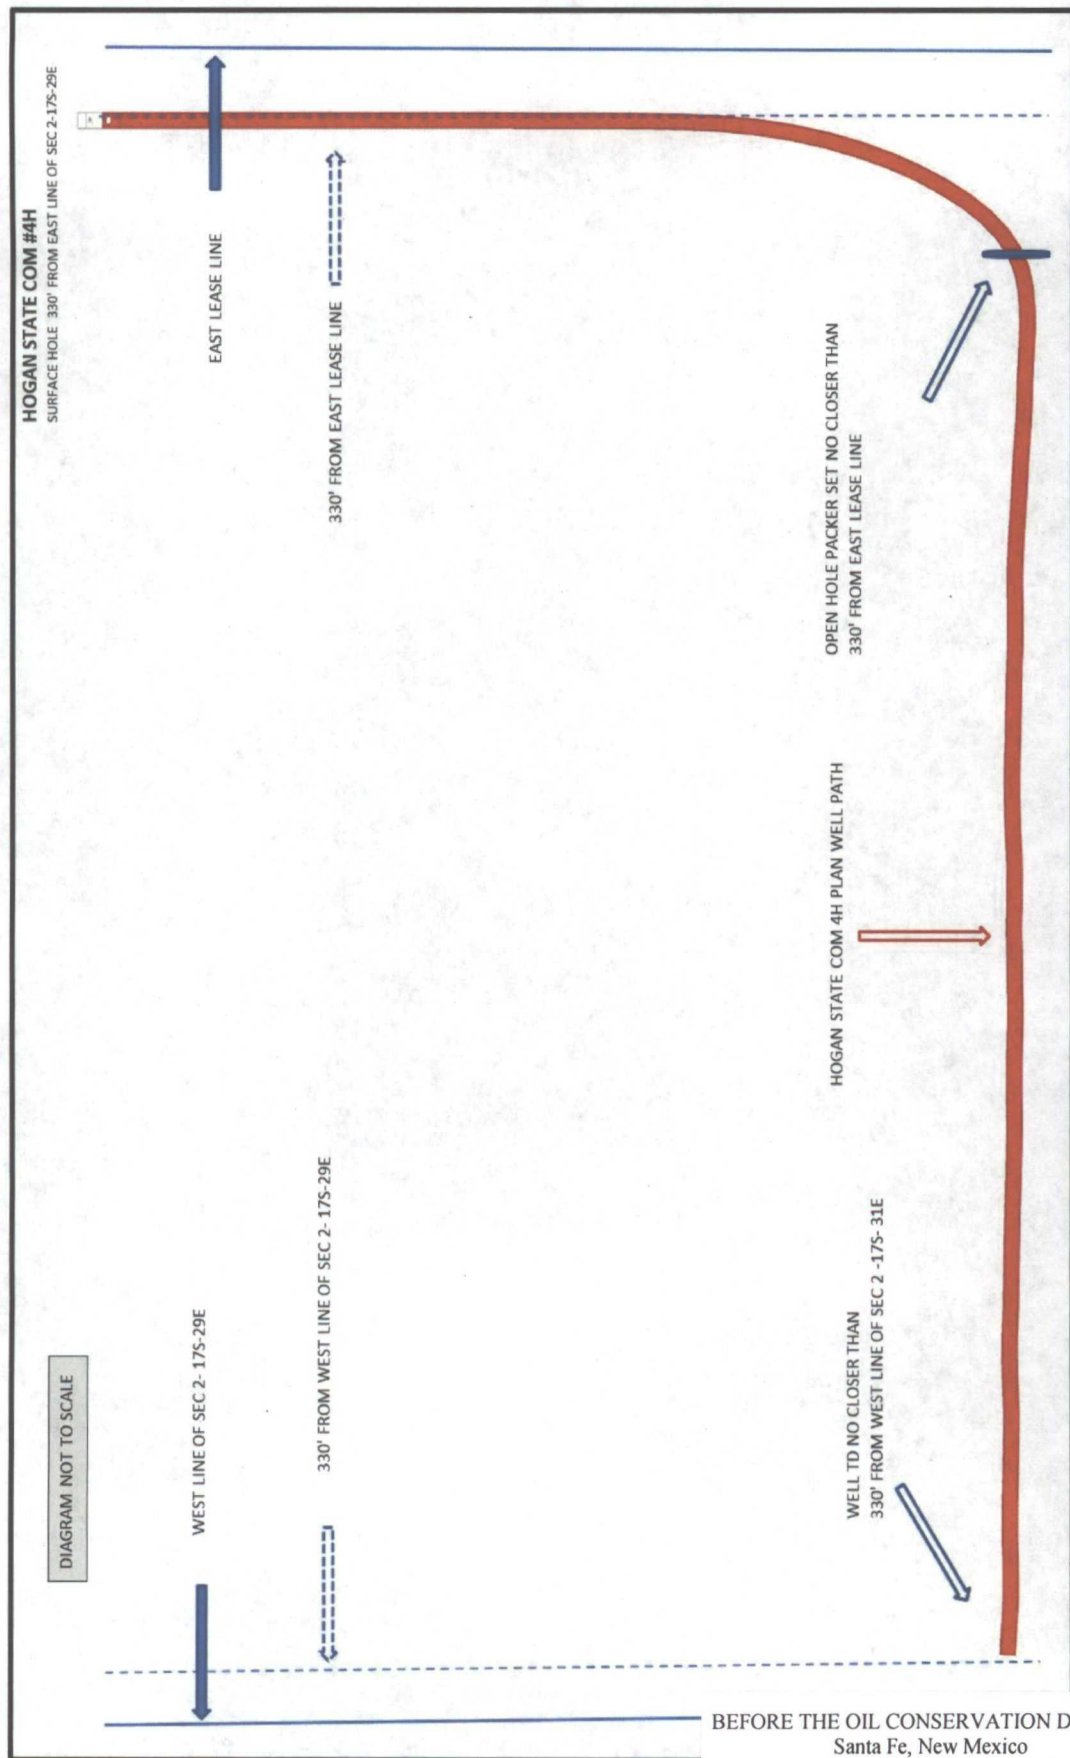 HOGAN STATE COM #4H
SURFACE HOLE 330' FROM EAST LINE OF SEC 2-17S-29E
DIAGRAM NOT TO SCALE
WEST LINE OF SEC 2- 17S-29E
EAST LEASE LINE
330' FROM WEST LINE OF SEC 2- 17S-29E
330' FROM EAST LEASE LINE
WELL TD NO CLOSER THAN
330' FROM WEST LINE OF SEC 2 -17S- 31E
HOGAN STATE COM 4H PLAN WELL PATH
OPEN HOLE PACKER SET NO CLOSER THAN
330' FROM EAST LEASE LINE
BEFORE THE OIL CONSERVATION D
Santa Fe, New Mexico